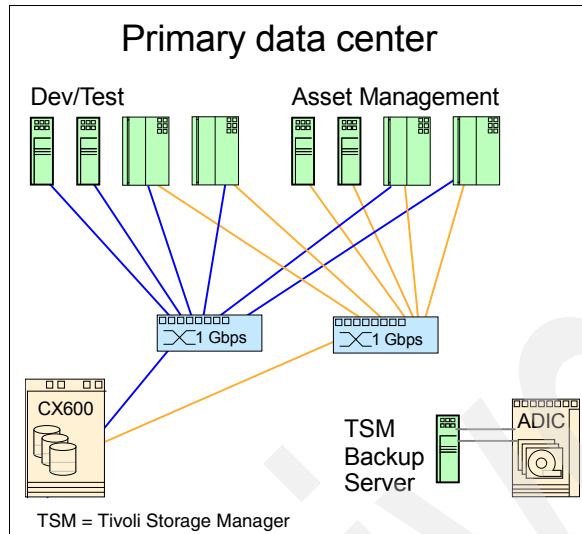 Primary data center
Dev/Test
Asset Management
1 Gbps
1 Gbps
CX600
TSM
Backup
Server
ADIC
TSM = Tivoli Storage Manager